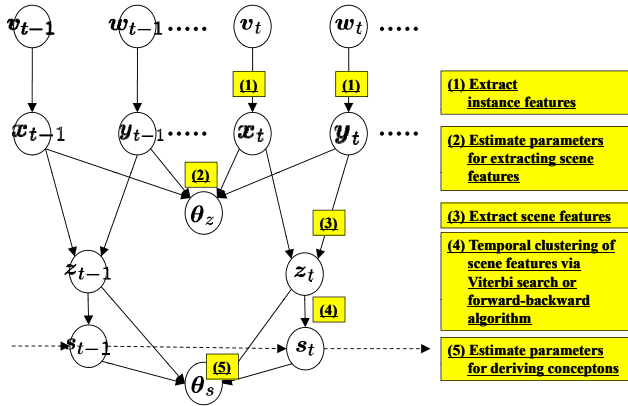 v_{t-1} w_{t-1} ..... v_t w_t .....
(1) (1)
(1) Extract
instance features
x_{t-1} y_{t-1} ..... x_t y_t .....
(2) Estimate parameters
for extracting scene
features
(2)
θ_z
(3)
(3) Extract scene features
z_{t-1} z_t
(4) Temporal clustering of
scene features via
Viterbi search or
forward-backward
algorithm
(4)
s_{t-1} s_t
(5)
θ_s
(5) Estimate parameters
for deriving conceptons